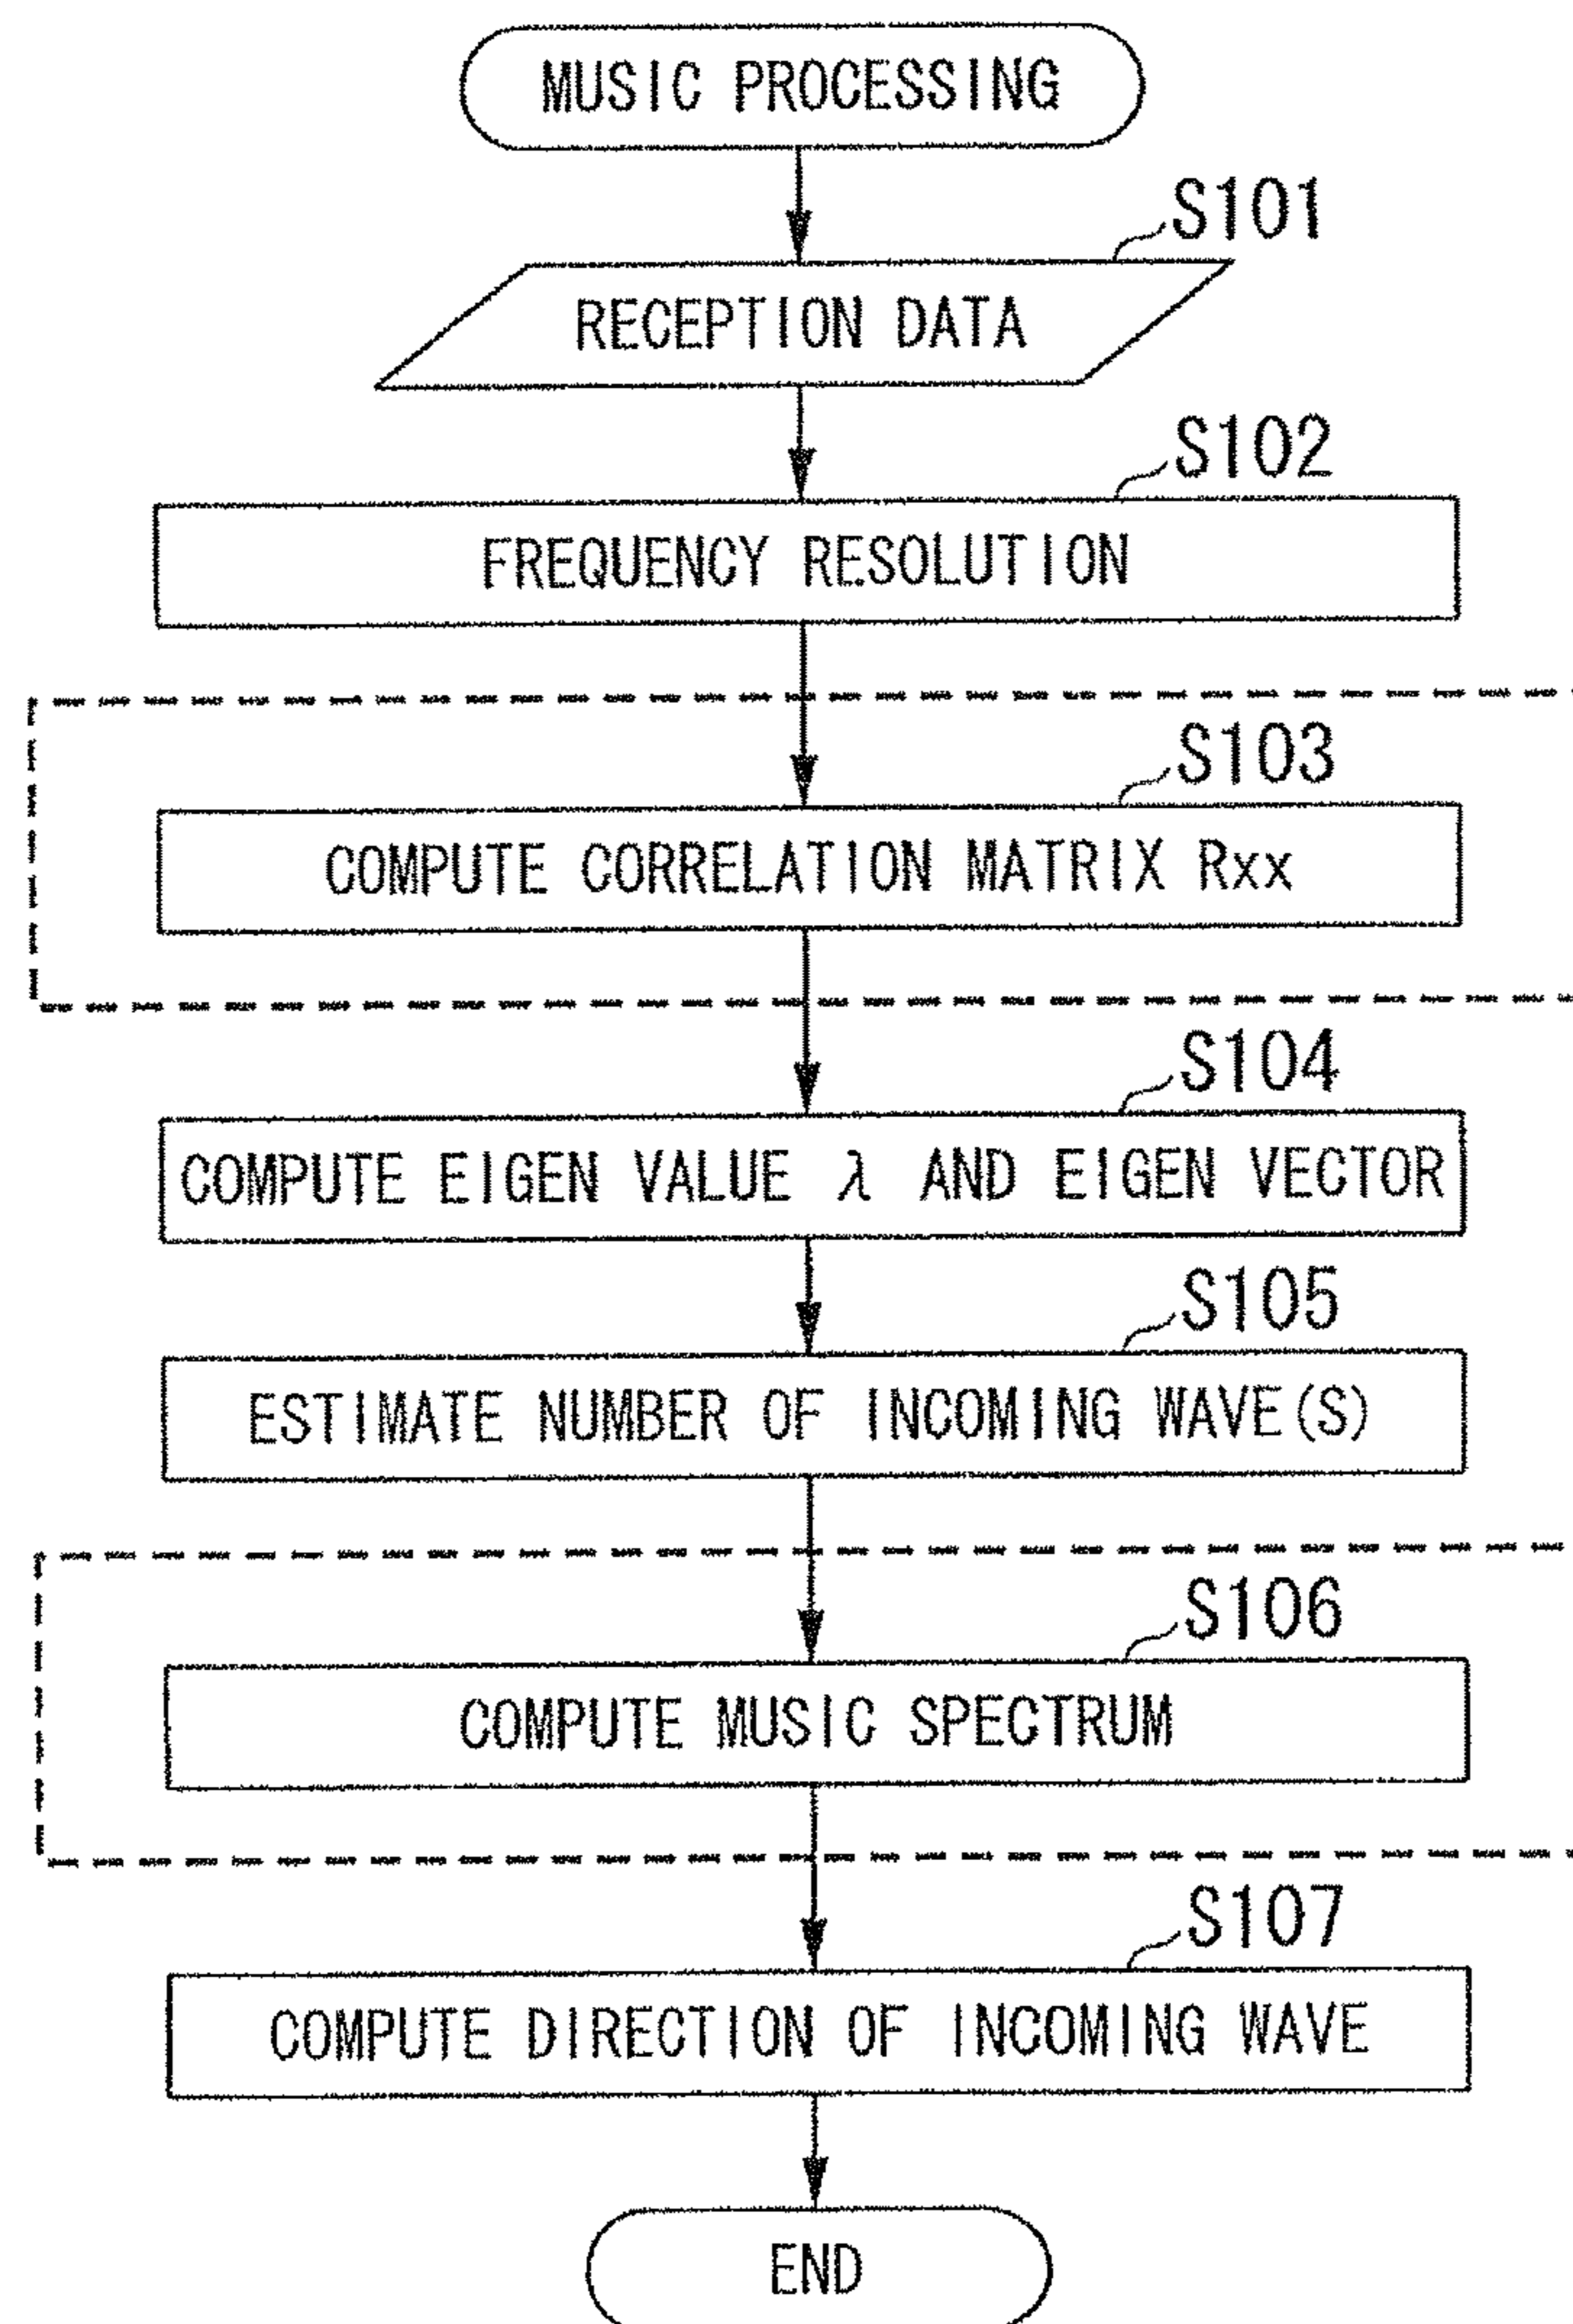 MUSIC PROCESSING
S101
RECEPTION DATA
S102
FREQUENCY RESOLUTION
S103
COMPUTE CORRELATION MATRIX Rxx
S104
COMPUTE EIGEN VALUE λ AND EIGEN VECTOR
S105
ESTIMATE NUMBER OF INCOMING WAVE(S)
S106
COMPUTE MUSIC SPECTRUM
S107
COMPUTE DIRECTION OF INCOMING WAVE
END